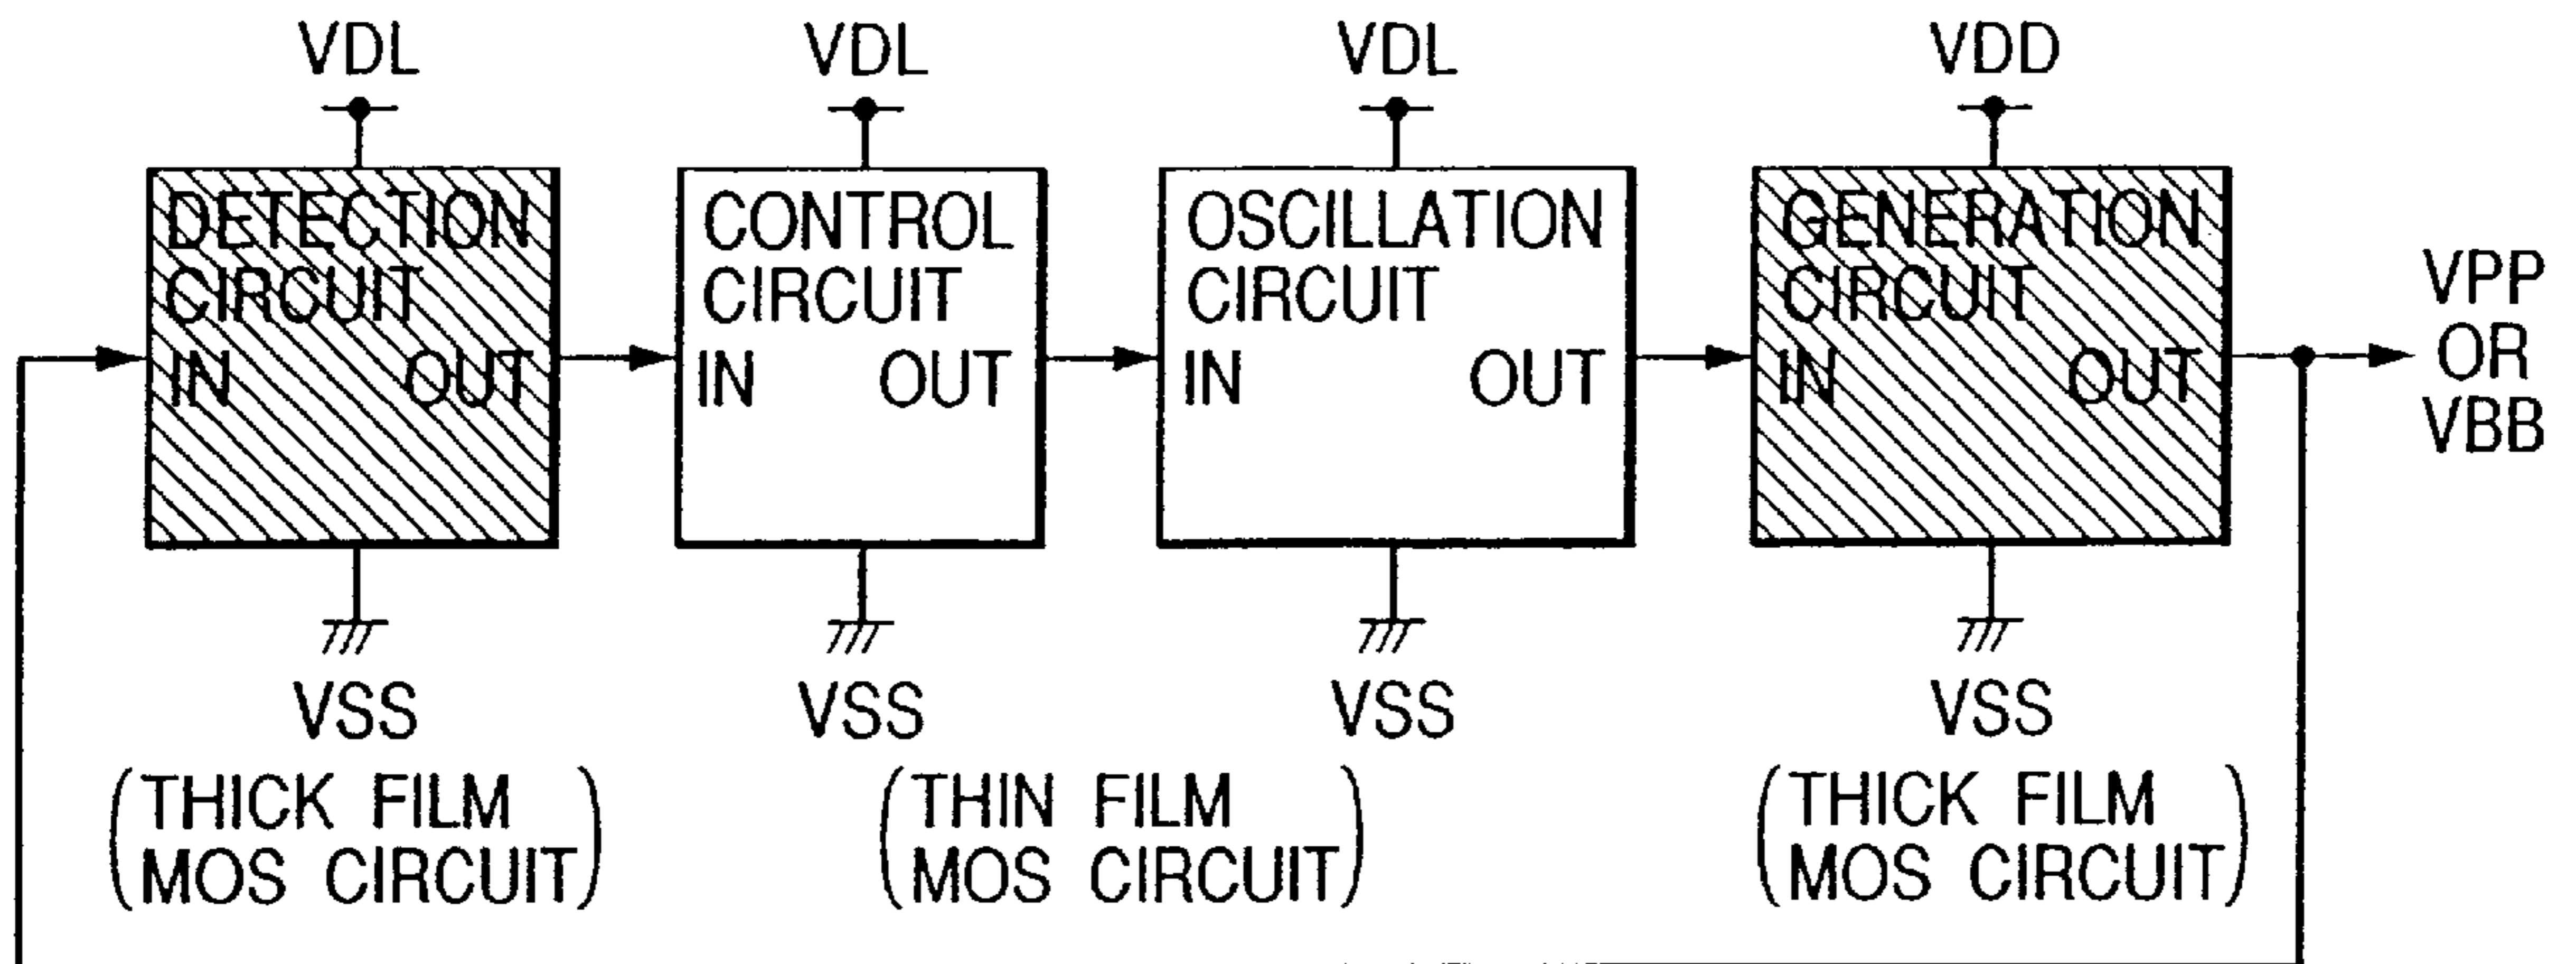 VDL VDL VDL VDD
DETECTION CIRCUIT
IN OUT
CONTROL CIRCUIT
IN OUT
OSCILLATION CIRCUIT
IN OUT
GENERATION CIRCUIT
IN OUT
VPP
OR
VBB
VSS VSS VSS VSS
(THICK FILM
MOS CIRCUIT)
(THIN FILM
MOS CIRCUIT)
(THICK FILM
MOS CIRCUIT)